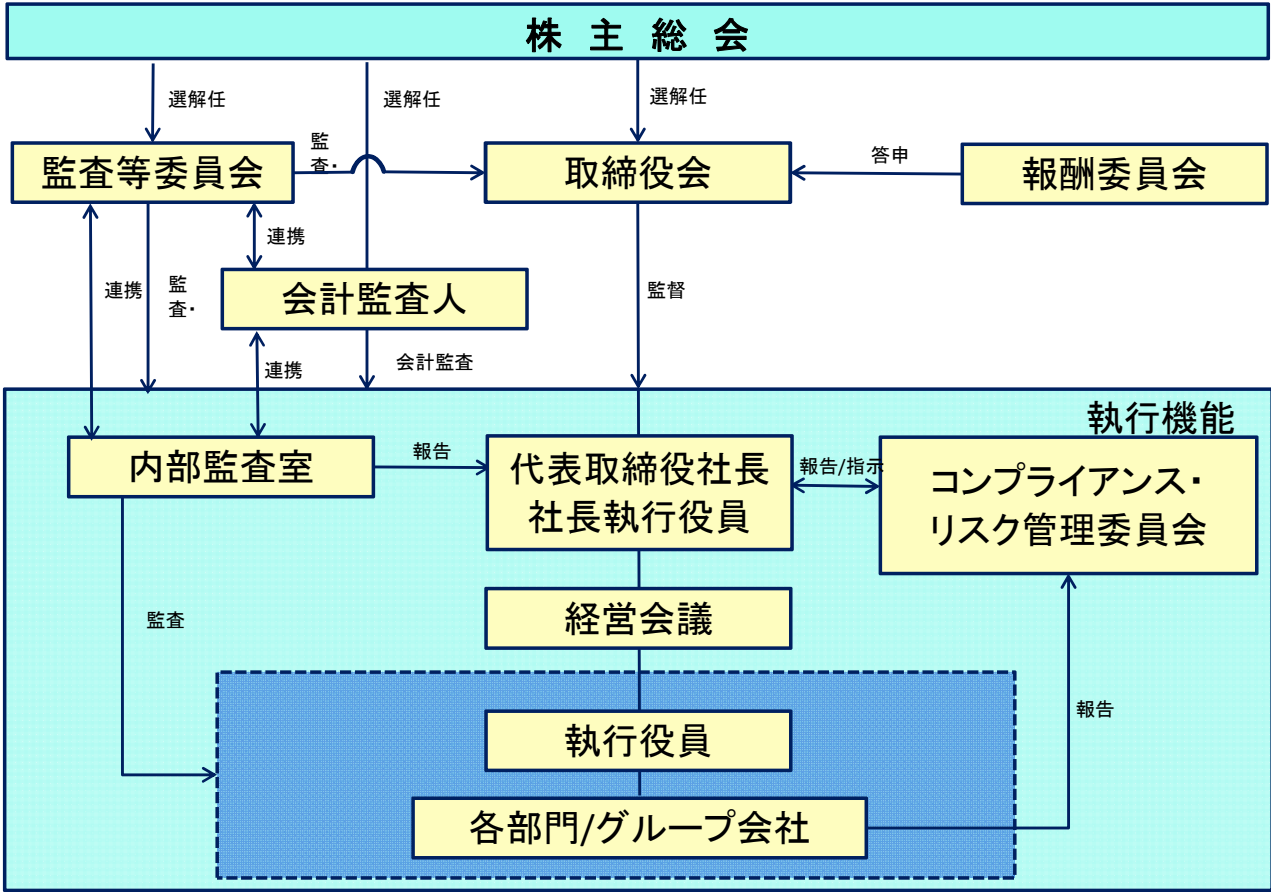 株主総会
選解任
選解任
選解任
監
査・
答申
監査等委員会
取締役会
報酬委員会
連携
連携
監
査・
会計監査人
監督
連携
会計監査
執行機能
内部監査室
報告
代表取締役社長
社長執行役員
報告/指示
コンプライアンス・
リスク管理委員会
経営会議
監査
執行役員
報告
各部門/グループ会社